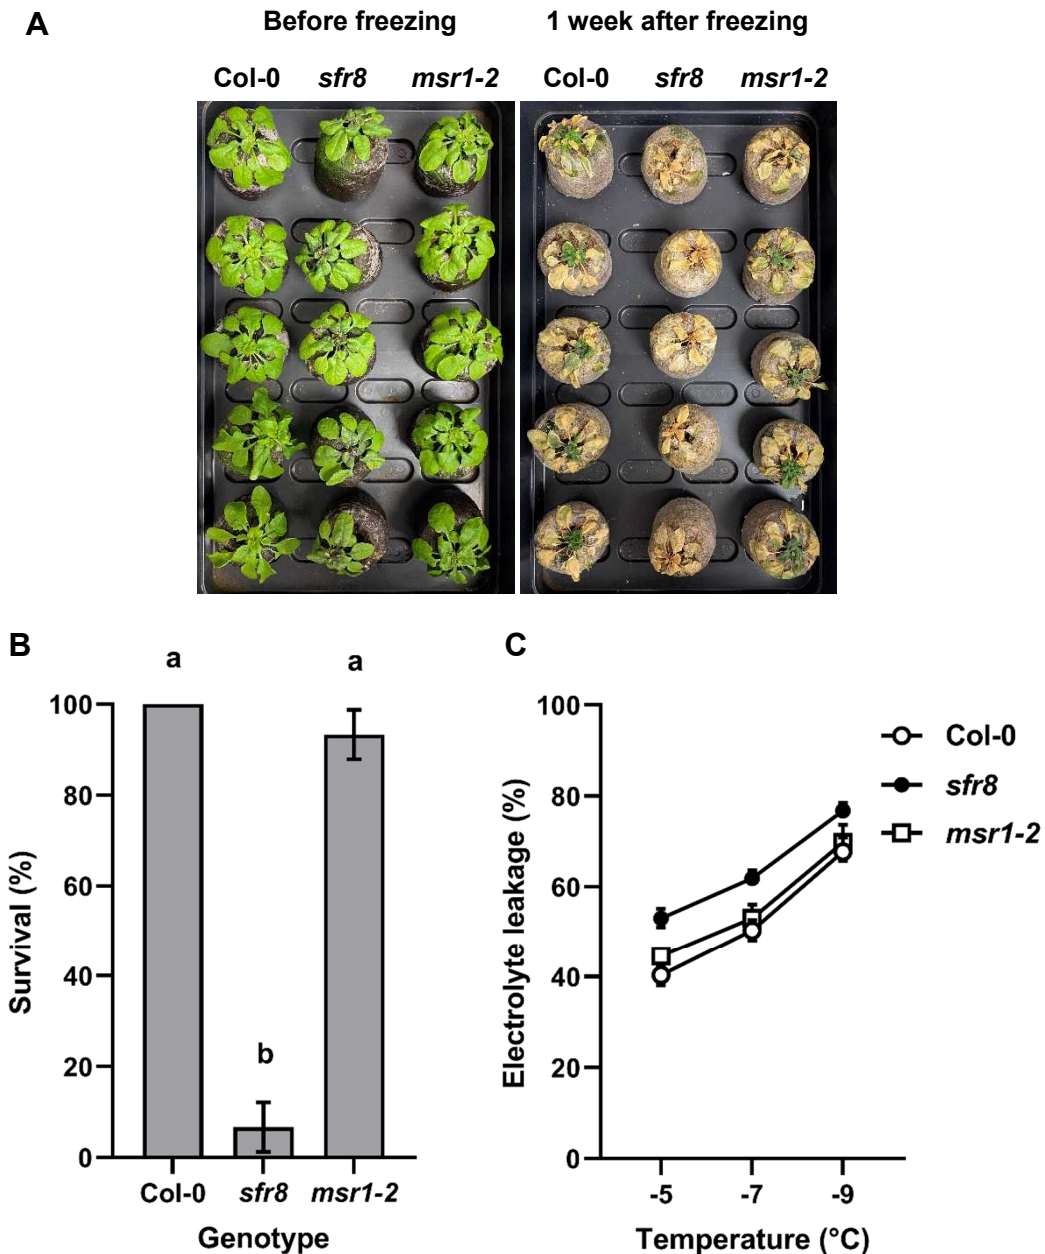 A
Before freezing
1 week after freezing
Col-0 sfr8 msr1-2
Col-0 sfr8 msr1-2
B
a
a
b
100
80
60
40
20
0
Survival (%)
Col-0 sfr8 msr1-2
Genotype
C
100
80
60
40
20
0
Electrolyte leakage (%)
Col-0
sfr8
msr1-2
-5 -7 -9
Temperature (°C)